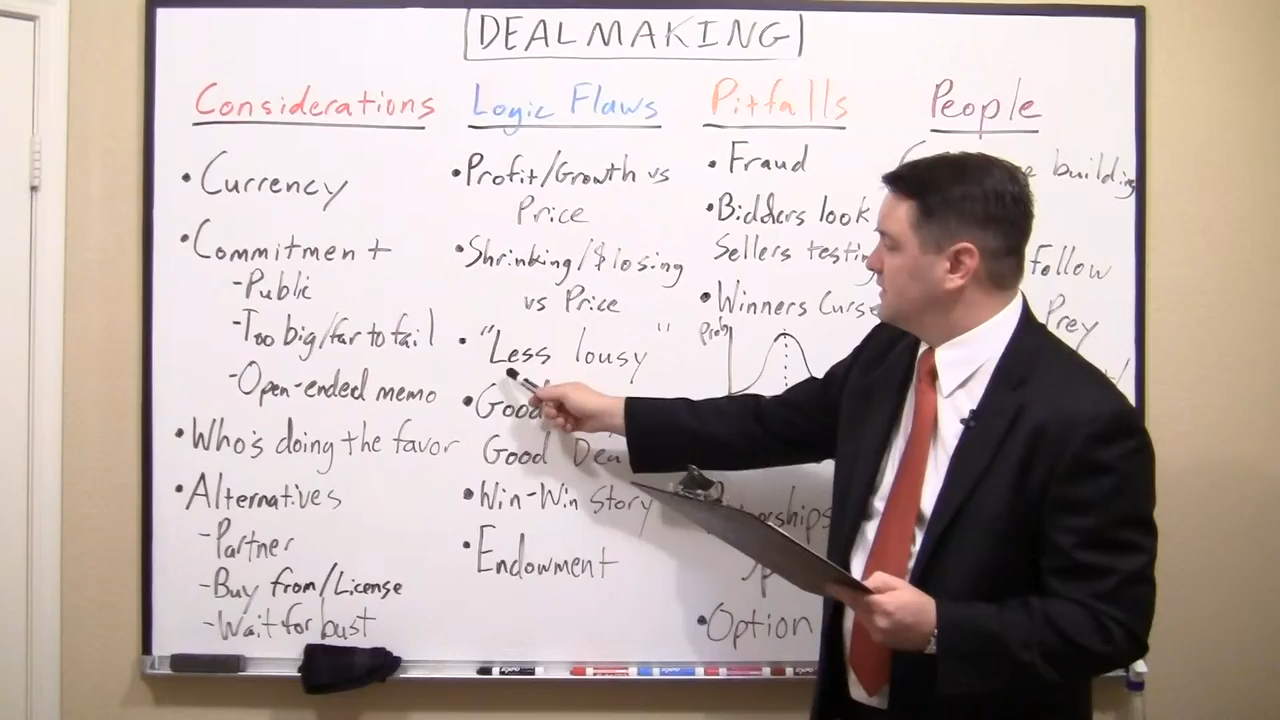 DEALMAKING
Considerations
• Currency
• Commitment
- Public
- Too big/far to fail
- Open-ended memo
• Who's doing the favor
• Alternatives
- Partner
- Buy from/License
- Wait for bust
Logic Flaws
• Profit/Growth vs
Price
• Shrinking/$ losing
vs Price
• "Less lousy"
• Good
Good
• Win-Win Story
• Endowment
Pitfalls
• Fraud
• Bidders look
Sellers testing
• Winners Curse
Prob
• Option
People
building
Follow
Prey
EXPO